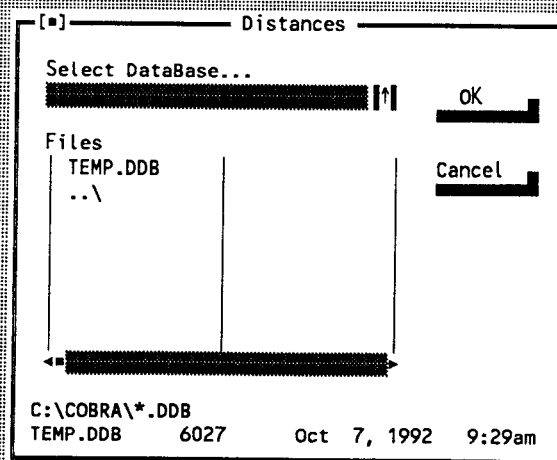 [■] Distances
Select DataBase...
↑
oK
Files
TEMP.DDB
..\
Cancel
C:\COBRA\*.DDB
TEMP.DDB 6027 Oct 7, 1992 9:29am